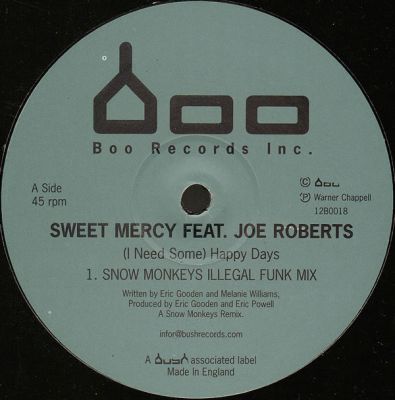 boo
Boo Records Inc.
A Side
45 rpm
© boo
℗ Warner Chappell
12B0018
SWEET MERCY FEAT. JOE ROBERTS
(I Need Some) Happy Days
1. SNOW MONKEYS ILLEGAL FUNK MIX
Written by Eric Gooden and Melanie Williams,
Produced by Eric Gooden and Eric Powell
A Snow Monkeys Remix.
infor@bushrecords.com
A bush associated label
Made in England